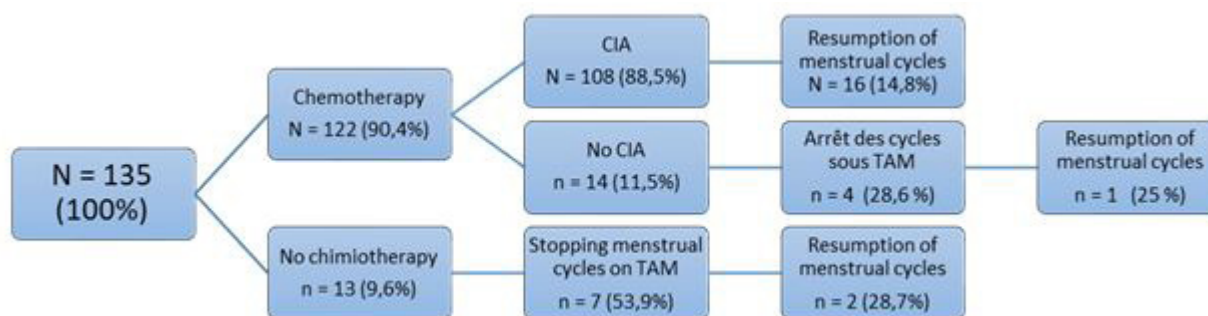 N = 135
(100%)
Chemotherapy
N = 122 (90,4%)
CIA
N = 108 (88,5%)
Resumption of
menstrual cycles
N = 16 (14,8%)
No CIA
n = 14 (11,5%)
Arrêt des cycles
sous TAM
n = 4 (28,6 %)
Resumption of
menstrual cycles
n = 1 (25 %)
No chimiotherapy
n = 13 (9,6%)
Stopping menstrual
cycles on TAM
n = 7 (53,9%)
Resumption of
menstrual cycles
n = 2 (28,7%)